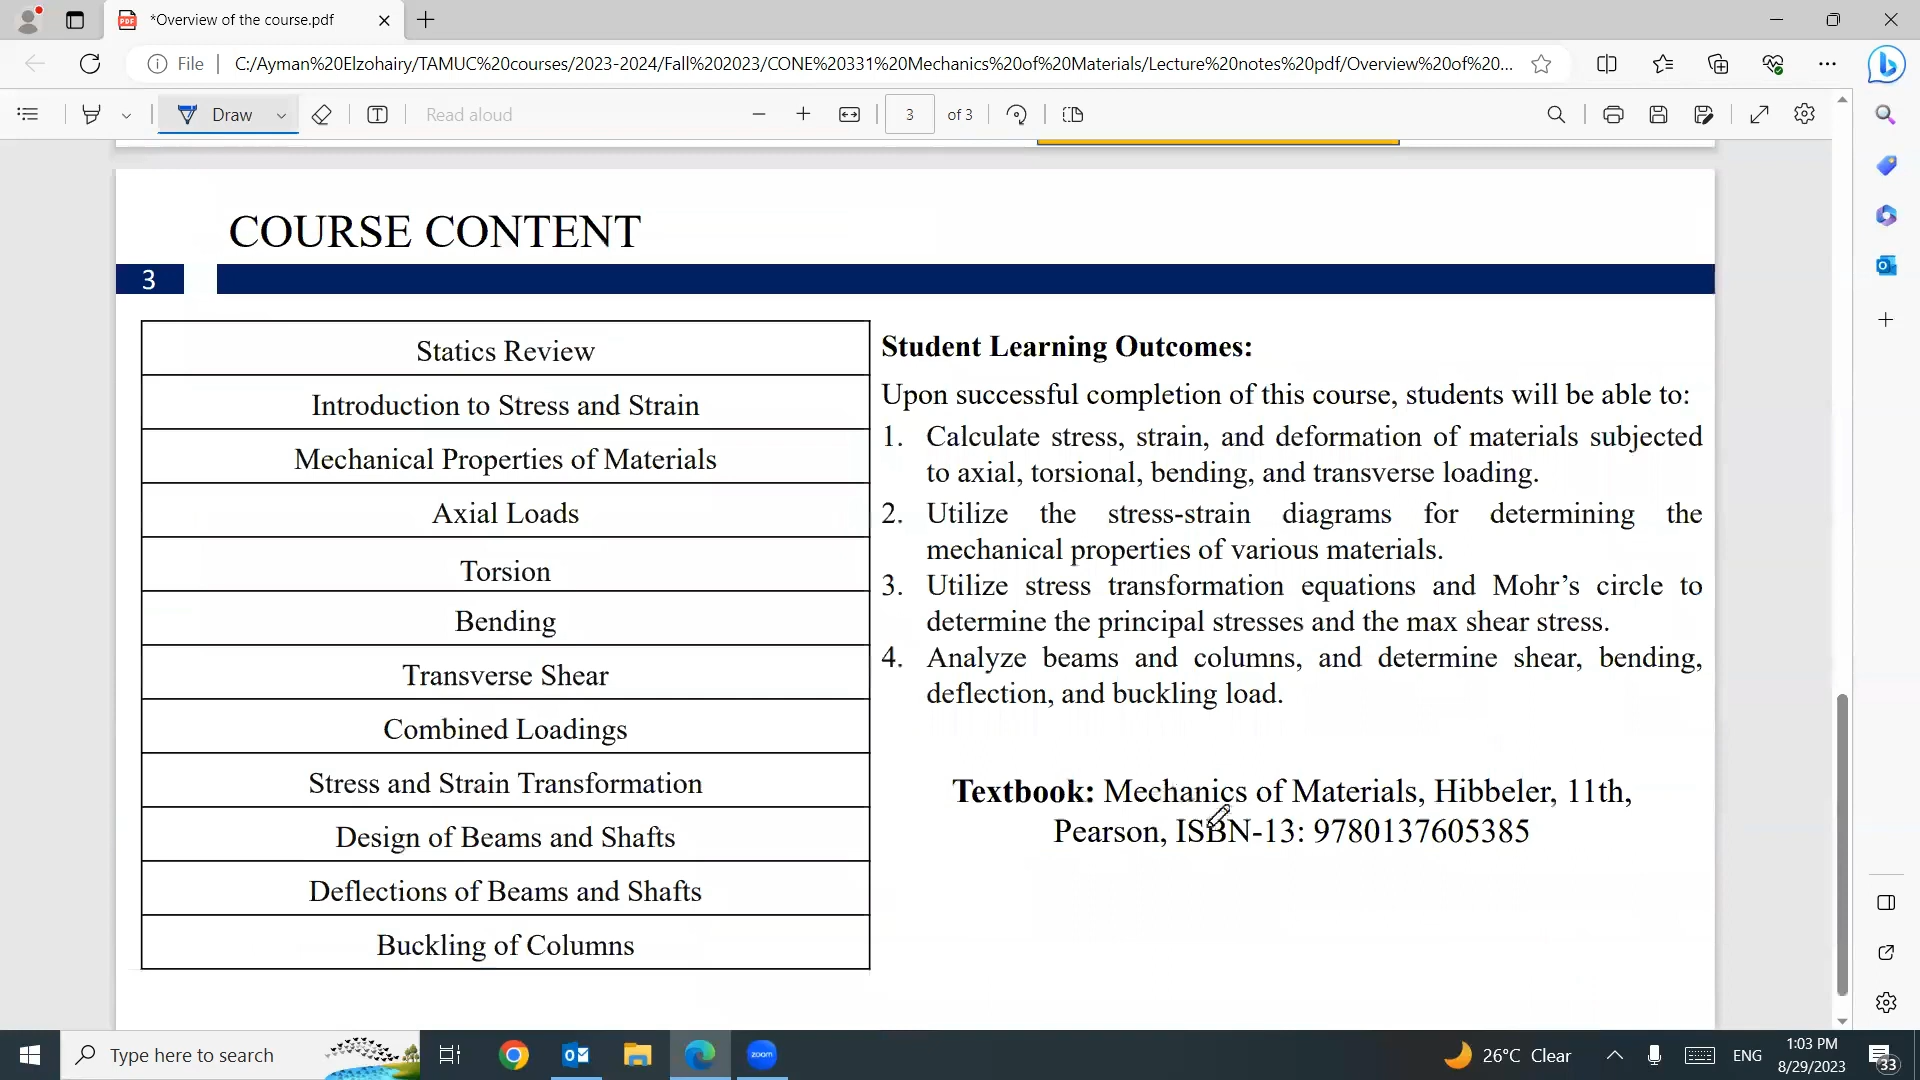 *Overview of the course.pdf
File
C:/Ayman%20Elzohairy/TAMUC%20courses/2023-2024/Fall%202023/CONE%20331%20Mechanics%20of%20Materials/Lecture%20notes%20pdf/Overview%20of%20...
Draw
Read aloud
3 of 3
COURSE CONTENT
3
Statics Review
Introduction to Stress and Strain
Mechanical Properties of Materials
Axial Loads
Torsion
Bending
Transverse Shear
Combined Loadings
Stress and Strain Transformation
Design of Beams and Shafts
Deflections of Beams and Shafts
Buckling of Columns
Student Learning Outcomes:
Upon successful completion of this course, students will be able to:
1. Calculate stress, strain, and deformation of materials subjected
to axial, torsional, bending, and transverse loading.
2. Utilize the stress-strain diagrams for determining the
mechanical properties of various materials.
3. Utilize stress transformation equations and Mohr’s circle to
determine the principal stresses and the max shear stress.
4. Analyze beams and columns, and determine shear, bending,
deflection, and buckling load.
Textbook: Mechanics of Materials, Hibbeler, 11th,
Pearson, ISBN-13: 9780137605385
Type here to search
zoom
26°C Clear
ENG
1:03 PM
8/29/2023
33